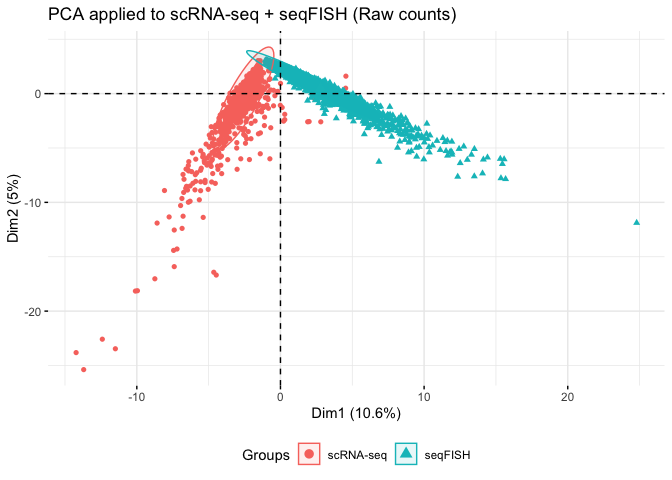 PCA applied to scRNA-seq + seqFISH (Raw counts)
0
-10
-20
Dim2 (5%)
-10
0
10
20
Dim1 (10.6%)
Groups
scRNA-seq
seqFISH